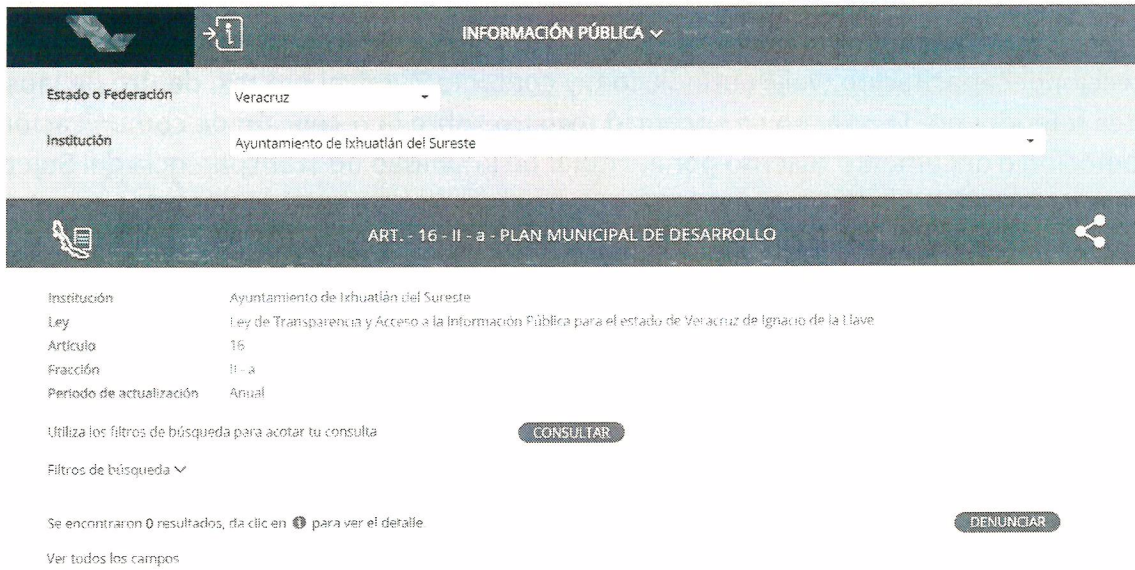 INFORMACIÓN PÚBLICA
Estado o Federación Veracruz
Institución Ayuntamiento de Ixhuatlán del Sureste
ART. - 16 - II - a - PLAN MUNICIPAL DE DESARROLLO
Institución Ayuntamiento de Ixhuatlán del Sureste
Ley Ley de Transparencia y Acceso a la Información Pública para el estado de Veracruz de Ignacio de la Llave
Artículo 16
Fracción II - a
Periodo de actualización Anual
Utiliza los filtros de búsqueda para acotar tu consulta CONSULTAR
Filtros de búsqueda
Se encontraron 0 resultados, da clic en i para ver el detalle. DENUNCIAR
Ver todos los campos